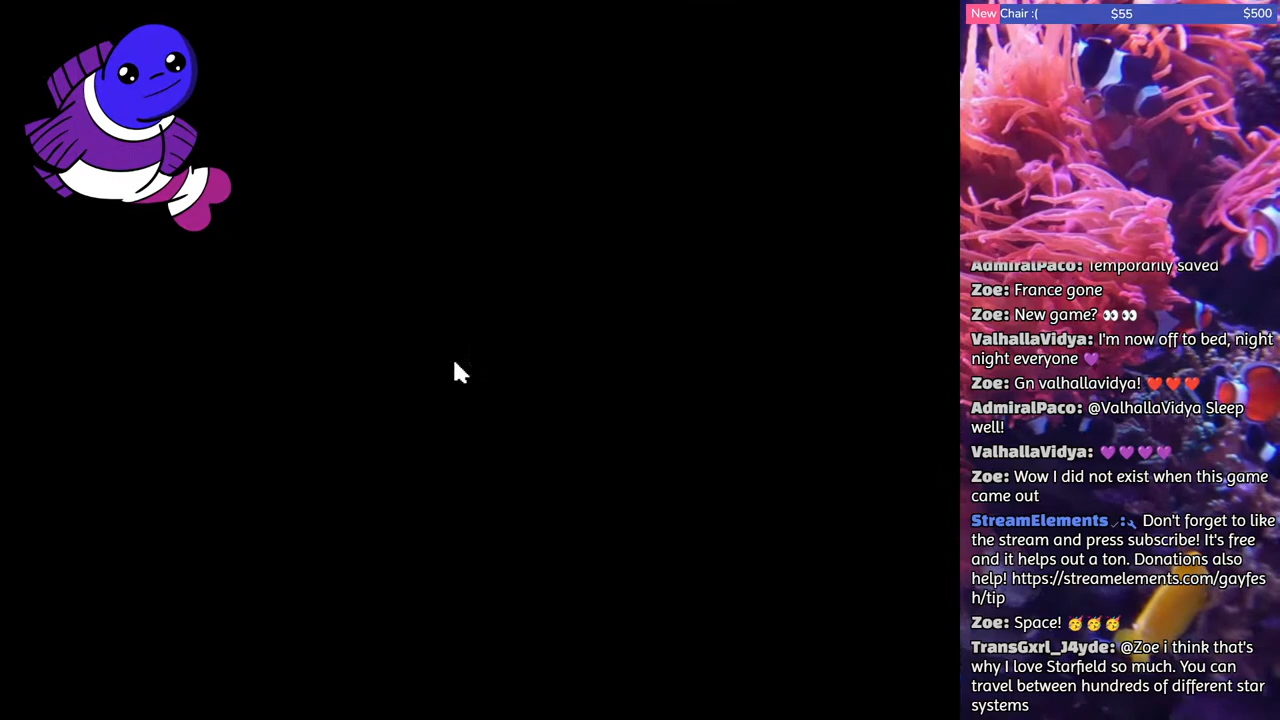 New Chair :( $55 $500
AdmiralPaco: Temporarily saved
Zoe: France gone
Zoe: New game? 👀👀
ValhallaVidya: I'm now off to bed, night
night everyone 💜
Zoe: Gn valhallavidya! ❤️❤️❤️
AdmiralPaco: @ValhallaVidya Sleep
well!
ValhallaVidya: 💜💜💜💜
Zoe: Wow I did not exist when this game
came out
StreamElements✓:🔧 Don't forget to like
the stream and press subscribe! It's free
and it helps out a ton. Donations also
help! https://streamelements.com/gayfes
h/tip
Zoe: Space! 🥳🥳🥳
TransGxrl_J4yde: @Zoe i think that's
why I love Starfield so much. You can
travel between hundreds of different star
systems